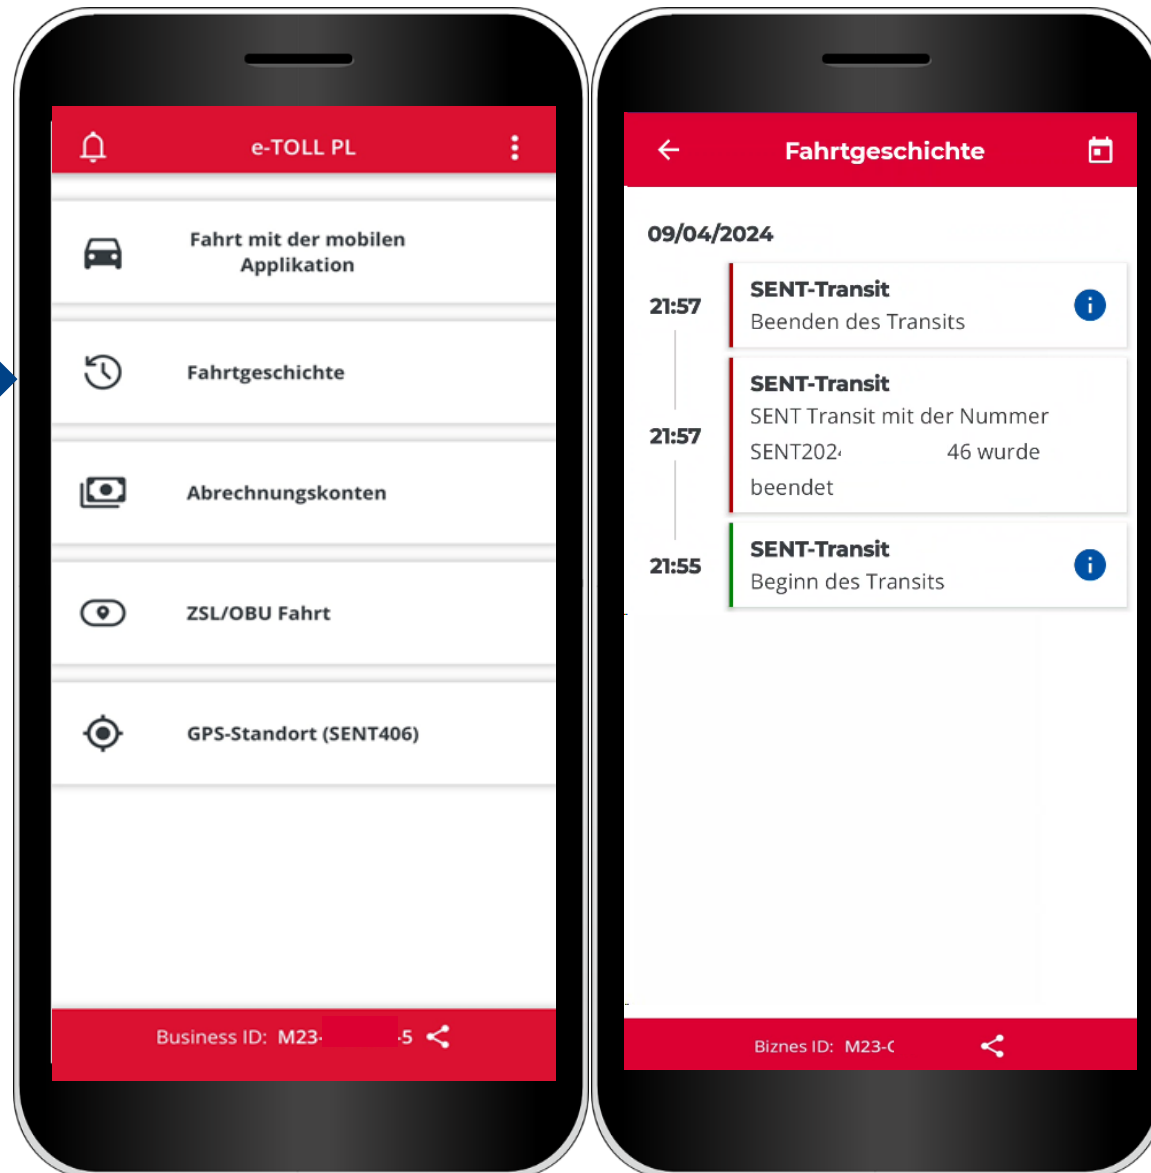 e-TOLL PL
Fahrt mit der mobilen
Applikation
Fahrtgeschichte
Abrechnungskonten
ZSL/OBU Fahrt
GPS-Standort (SENT406)
Business ID: M23- -5
Fahrtgeschichte
09/04/2024
21:57
SENT-Transit
Beenden des Transits
21:57
SENT-Transit
SENT Transit mit der Nummer
SENT202 46 wurde
beendet
21:55
SENT-Transit
Beginn des Transits
Biznes ID: M23-